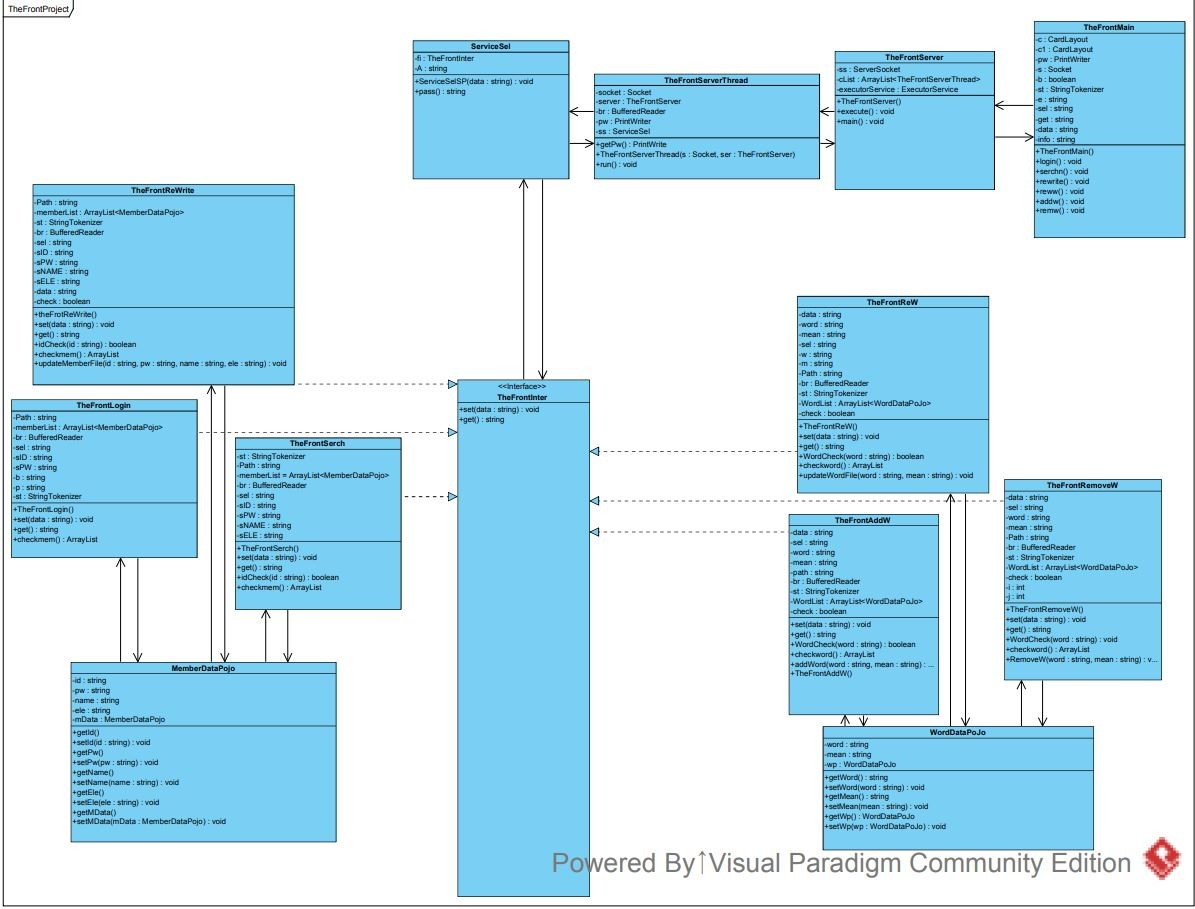 TheFrontProject
ServiceSel
-fi : TheFrontInter
-A : string
+ServiceSelSP(data : string) : void
+pass() : string
TheFrontServerThread
-socket : Socket
-server : TheFrontServer
-br : BufferedReader
-pw : PrintWriter
-ss : ServiceSel
+getPw() : PrintWrite
+TheFrontServerThread(s : Socket, ser : TheFrontServer)
+run() : void
TheFrontServer
-ss : ServerSocket
-cList : ArrayList<TheFrontServerThread>
-executorService : ExecutorService
+TheFrontServer()
+execute() : void
+main() : void
TheFrontMain
-c : CardLayout
-c1 : CardLayout
-pw : PrintWriter
-s : Socket
-b : boolean
-st : StringTokenizer
-e : string
-sel : string
-get : string
-data : string
-info : string
+TheFrontMain()
+login() : void
+serchn() : void
+rewrite() : void
+reww() : void
+addw() : void
+remw() : void
TheFrontReWrite
-Path : string
-memberList : ArrayList<MemberDataPojo>
-st : StringTokenizer
-br : BufferedReader
-sel : string
-sID : string
-sPW : string
-sNAME : string
-sELE : string
-data : string
-check : boolean
+theFrotReWrite()
+set(data : string) : void
+get() : string
+idCheck(id : string) : boolean
+checkmem() : ArrayList
+updateMemberFile(id : string, pw : string, name : string, ele : string) : void
TheFrontLogin
-Path : string
-memberList : ArrayList<MemberDataPojo>
-br : BufferedReader
-sel : string
-sID : string
-sPW : string
-b : string
-p : string
-st : StringTokenizer
+TheFrontLogin()
+set(data : string) : void
+get() : string
+checkmem() : ArrayList
TheFrontSerch
-st : StringTokenizer
-Path : string
-memberList = ArrayList<MemberDataPojo>
-br : BufferedReader
-sel : string
-sID : string
-sPW : string
-sNAME : string
-sELE : string
+TheFrontSerch()
+set(data : string) : void
+get() : string
+idCheck(id : string) : boolean
+checkmem() : ArrayList
<<Interface>>
TheFrontInter
+set(data : string) : void
+get() : string
TheFrontReW
-data : string
-word : string
-mean : string
-sel : string
-w : string
-m : string
-Path : string
-br : BufferedReader
-st : StringTokenizer
-WordList : ArrayList<WordDataPoJo>
-check : boolean
+TheFrontReW()
+set(data : string) : void
+get() : string
+WordCheck(word : string) : boolean
+checkword() : ArrayList
+updateWordFile(word : string, mean : string) : void
TheFrontRemoveW
-data : string
-sel : string
-word : string
-mean : string
-Path : string
-br : BufferedReader
-st : StringTokenizer
-WordList : ArrayList<WordDataPoJo>
-check : boolean
-i : int
-j : int
+TheFrontRemoveW()
+set(data : string) : void
+get() : string
+WordCheck(word : string) : void
+checkword() : ArrayList
+RemoveW(word : string, mean : string) : v...
TheFrontAddW
-data : string
-sel : string
-word : string
-mean : string
-path : string
-br : BufferedReader
-st : StringTokenizer
-WordList : ArrayList<WordDataPoJo>
-check : boolean
+set(data : string) : void
+get() : string
+WordCheck(word : string) : boolean
+checkword() : ArrayList
+addWord(word : string, mean : string) : ...
+TheFrontAddW()
MemberDataPojo
-id : string
-pw : string
-name : string
-ele : string
-mData : MemberDataPojo
+getId()
+setId(id : string) : void
+getPw()
+setPw(pw : string) : void
+getName()
+setName(name : string) : void
+getEle()
+setEle(ele : string) : void
+getMData()
+setMData(mData : MemberDataPojo) : void
WordDataPoJo
-word : string
-mean : string
-wp : WordDataPoJo
+getWord() : string
+setWord(word : string) : void
+getMean() : string
+setMean(mean : string) : void
+getWp() : WordDataPoJo
+setWp(wp : WordDataPoJo) : void
Powered By↑Visual Paradigm Community Edition